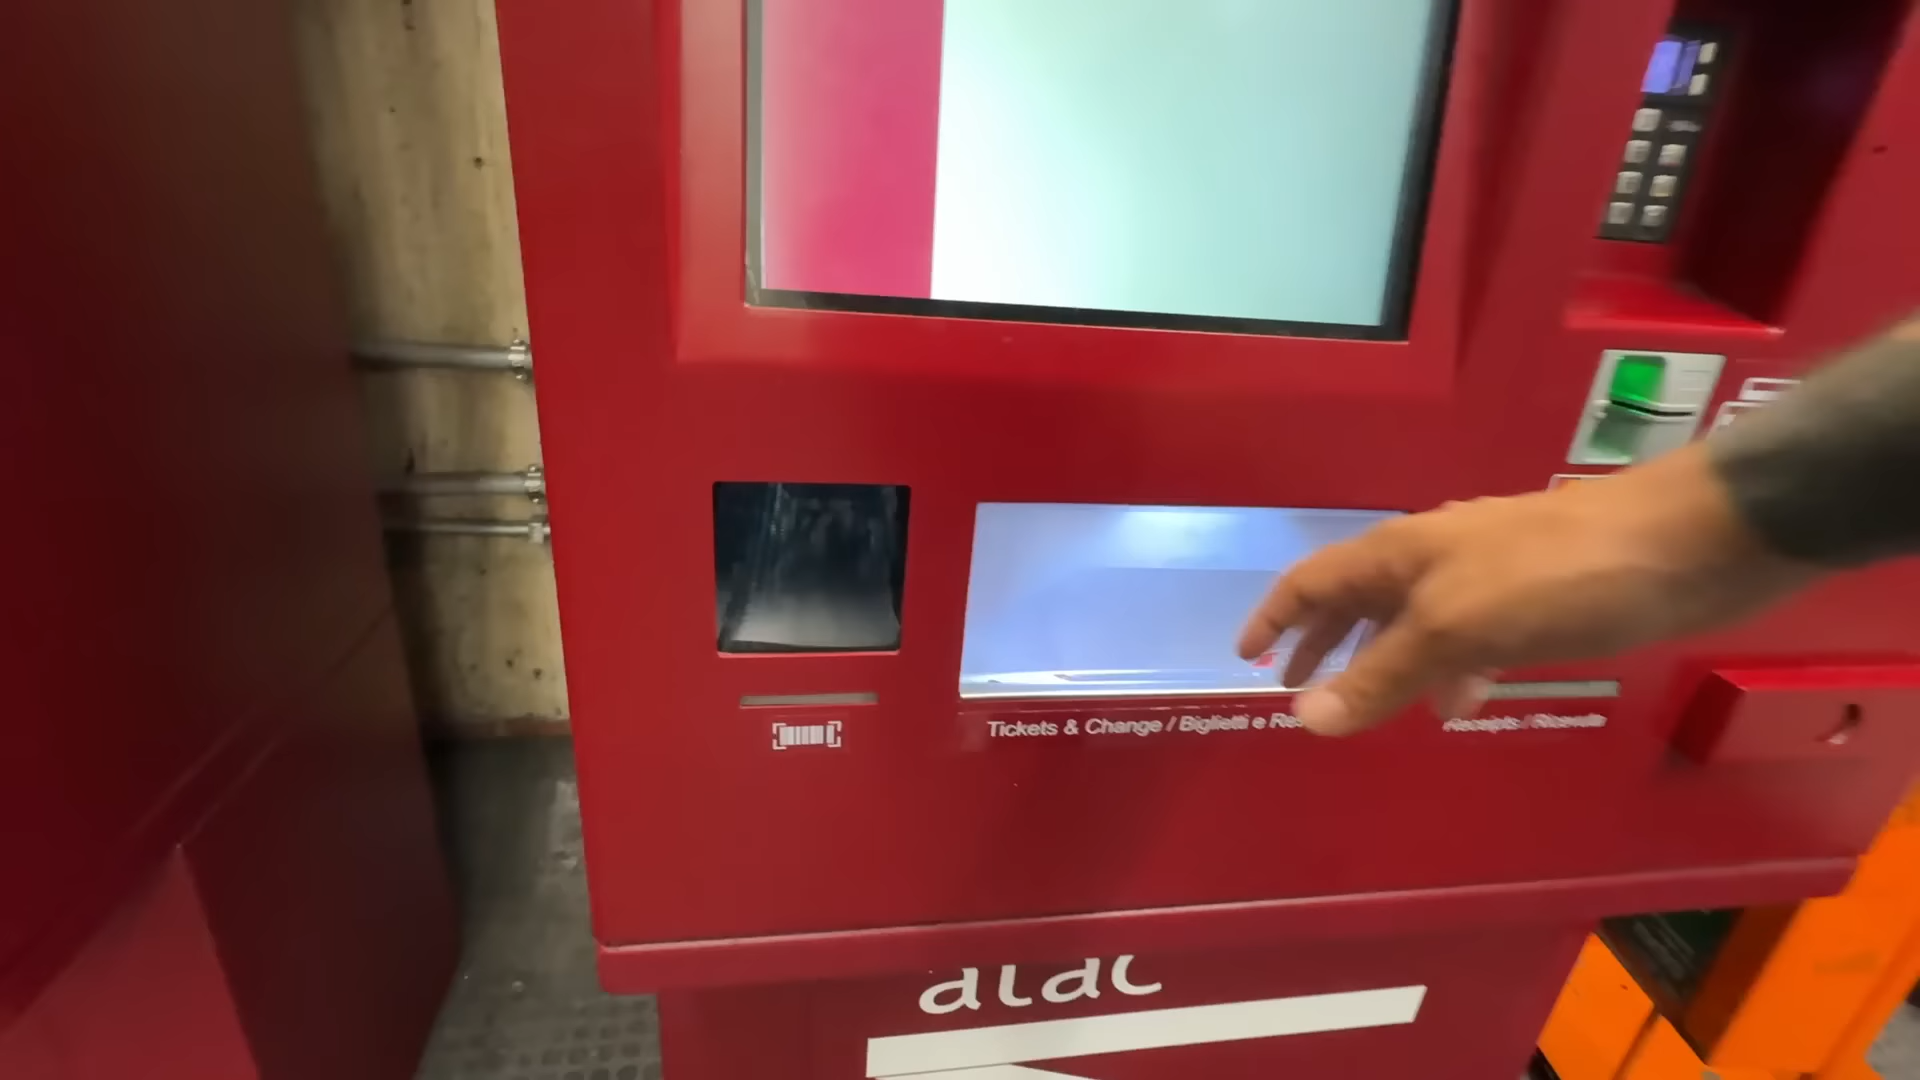 Tickets & Change / Biglietti e Res
Receipts / Ricevute
atac